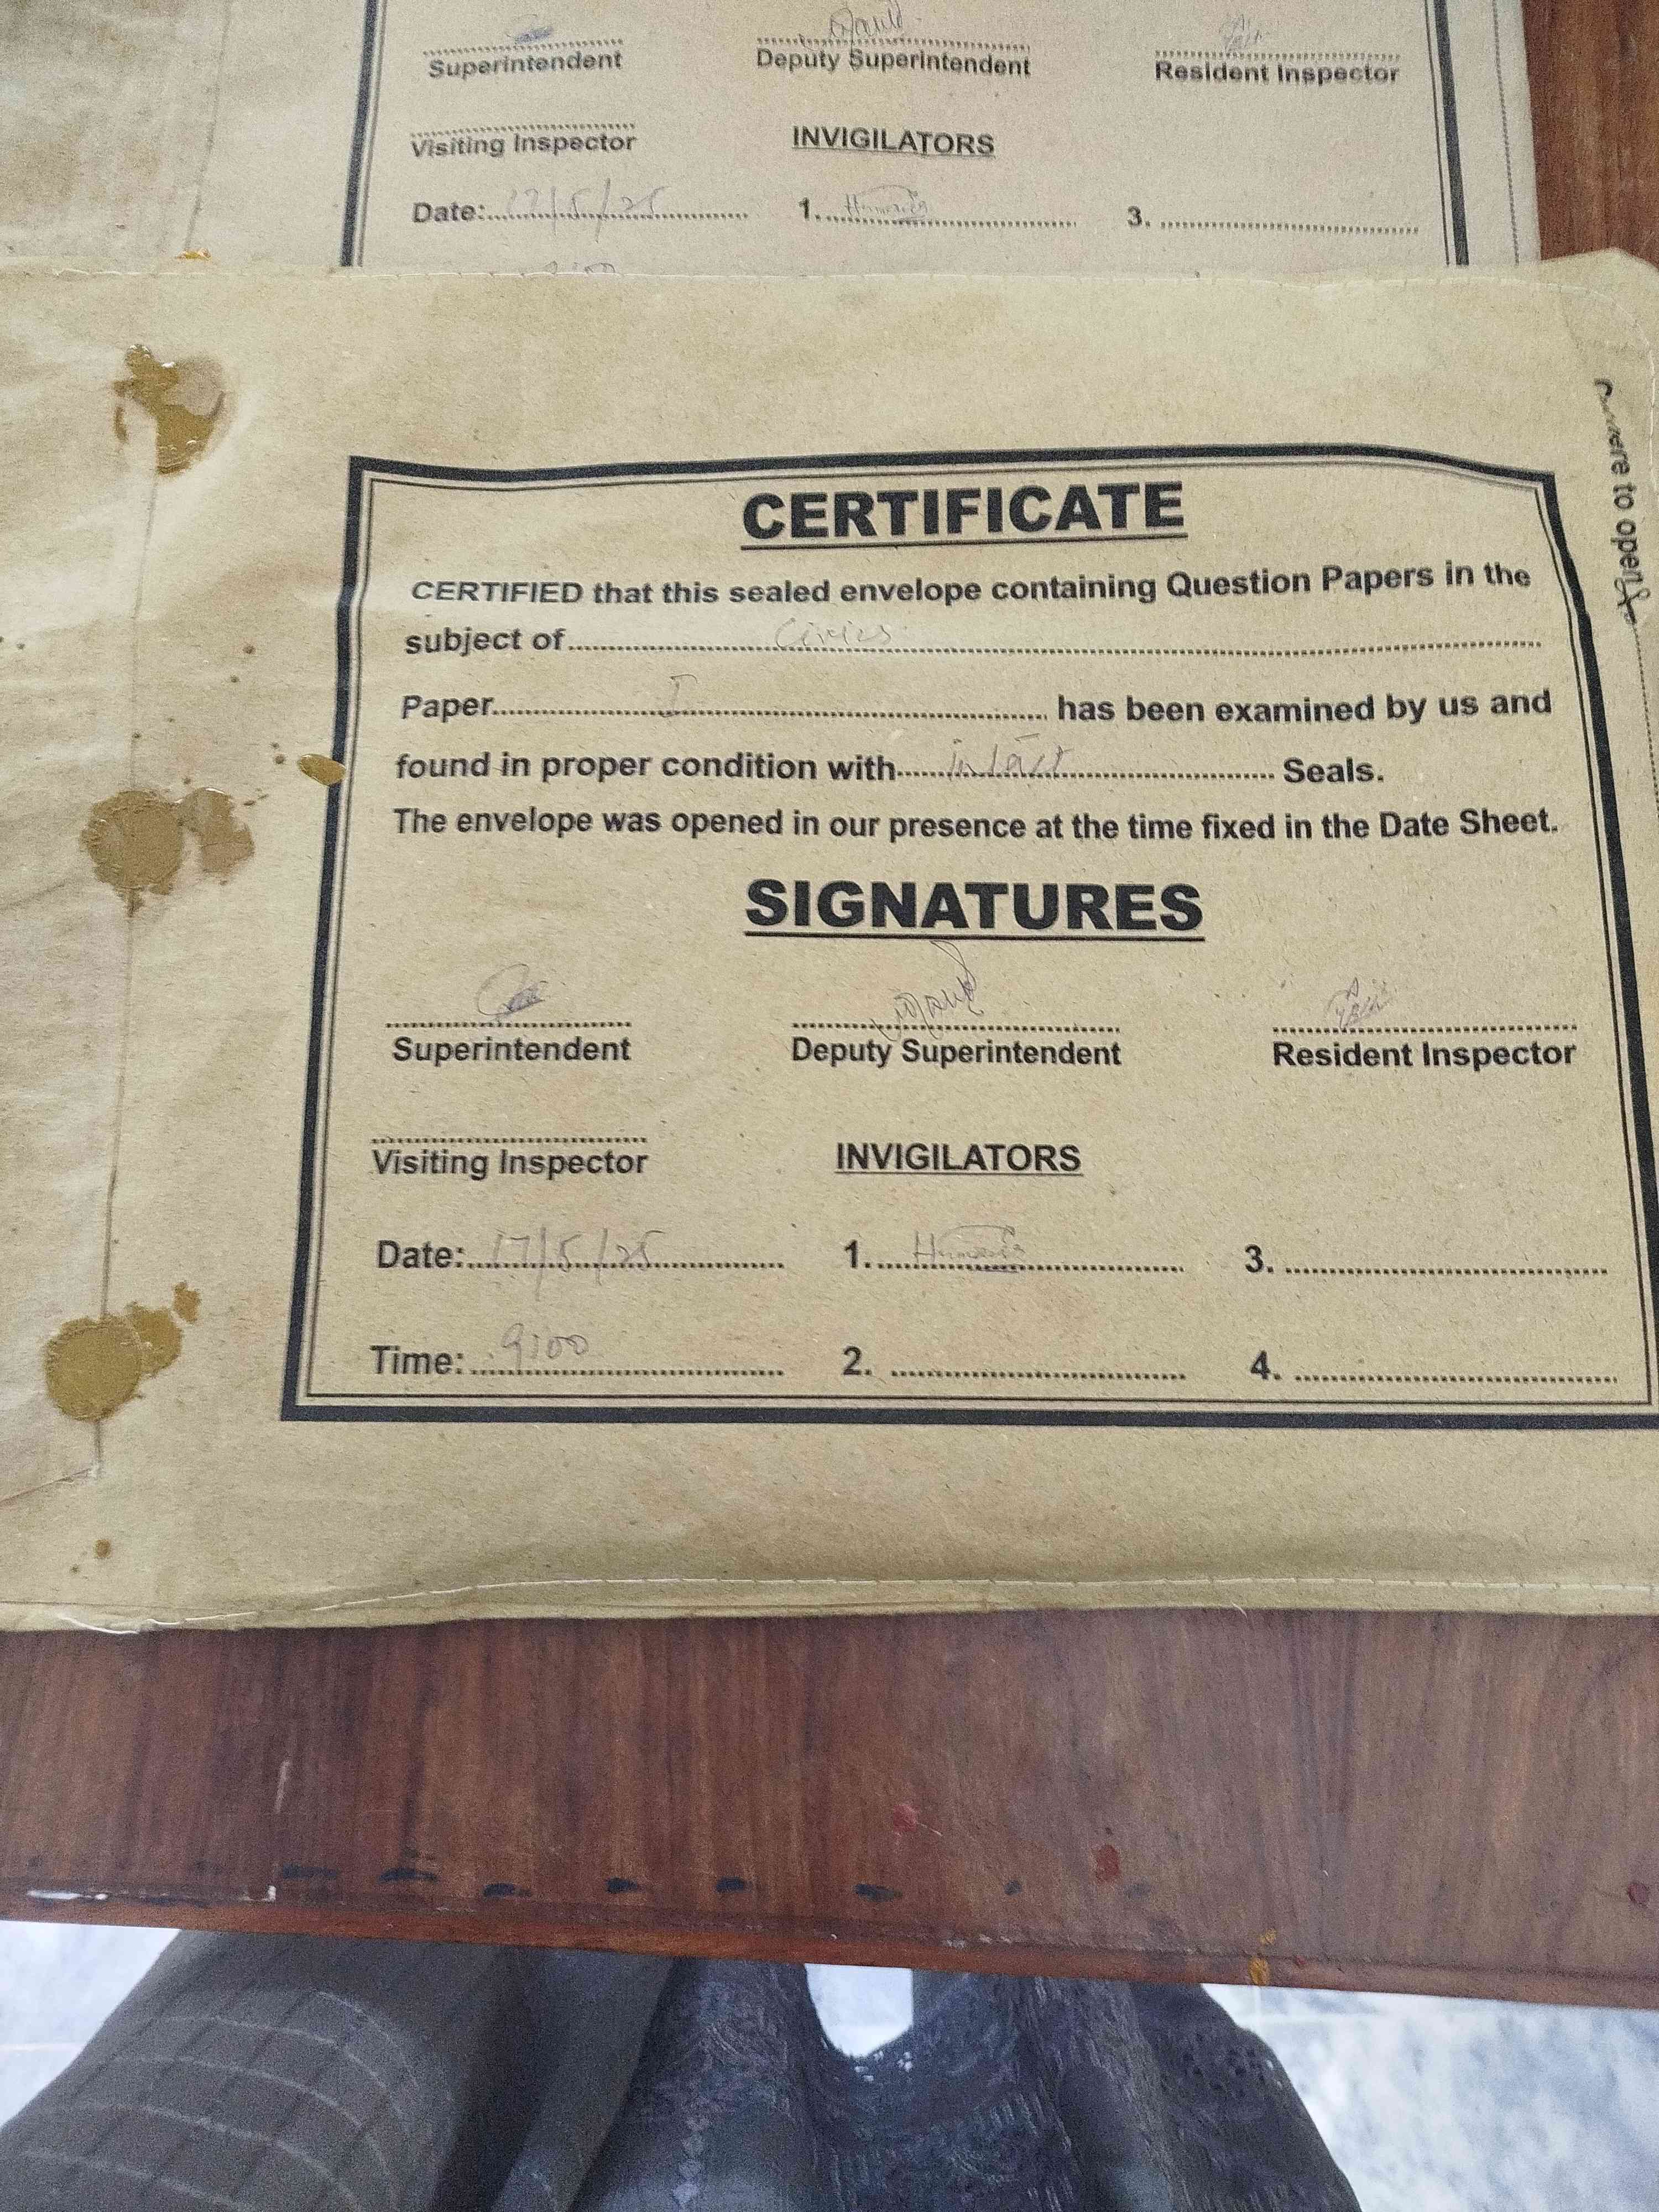 Superintendent Deputy Superintendent Resident Inspector
Visiting Inspector INVIGILATORS
Date: 17/5/25 1. 3.
here to open
CERTIFICATE
CERTIFIED that this sealed envelope containing Question Papers in the
subject of Civics
Paper I has been examined by us and
found in proper condition with intact Seals.
The envelope was opened in our presence at the time fixed in the Date Sheet.
SIGNATURES
Superintendent Deputy Superintendent Resident Inspector
Visiting Inspector INVIGILATORS
Date: 17/5/25 1. 3.
Time: 9:00 2. 4.